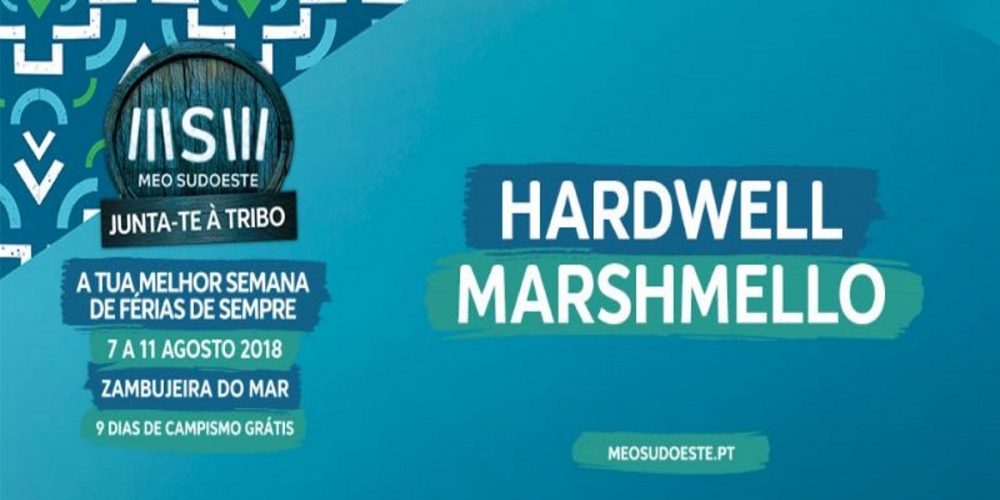 MSW
MEO SUDOESTE
JUNTA-TE À TRIBO
A TUA MELHOR SEMANA
DE FÉRIAS DE SEMPRE
7 A 11 AGOSTO 2018
ZAMBUJEIRA DO MAR
9 DIAS DE CAMPISMO GRÁTIS
HARDWELL
MARSHMELLO
MEOSUDOESTE.PT